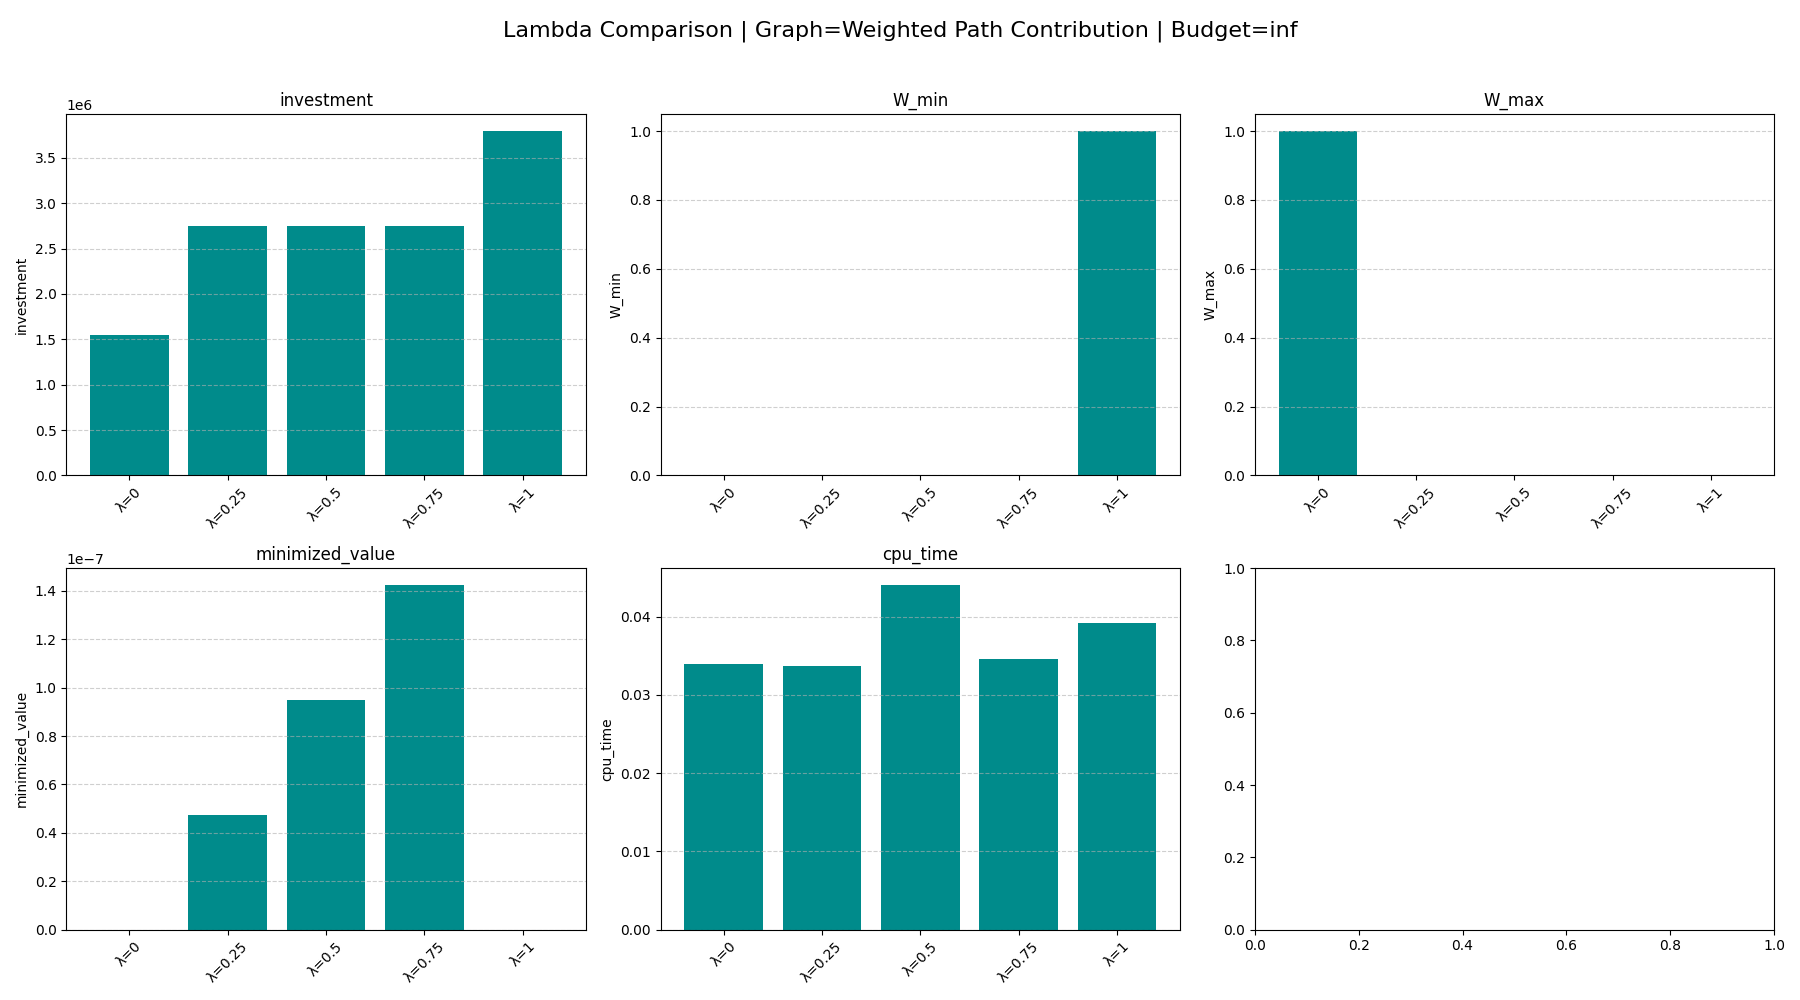 Lambda Comparison | Graph=Weighted Path Contribution | Budget=inf
investment
1e6
3.5
3.0
2.5
2.0
1.5
1.0
0.5
0.0
investment
λ=0
λ=0.25
λ=0.5
λ=0.75
λ=1
W_min
1.0
0.8
0.6
0.4
0.2
0.0
W_min
λ=0
λ=0.25
λ=0.5
λ=0.75
λ=1
W_max
1.0
0.8
0.6
0.4
0.2
0.0
W_max
λ=0
λ=0.25
λ=0.5
λ=0.75
λ=1
minimized_value
1e−7
1.4
1.2
1.0
0.8
0.6
0.4
0.2
0.0
minimized_value
λ=0
λ=0.25
λ=0.5
λ=0.75
λ=1
cpu_time
0.04
0.03
0.02
0.01
0.00
cpu_time
λ=0
λ=0.25
λ=0.5
λ=0.75
λ=1
1.0
0.8
0.6
0.4
0.2
0.0
0.0 0.2 0.4 0.6 0.8 1.0